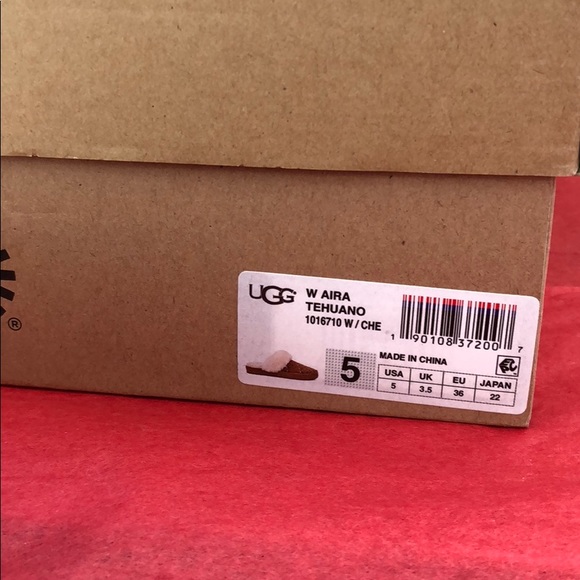 ®
UGG®
W AIRA
TEHUANO
1016710 W / CHE
1 90108 37200 7
5
MADE IN CHINA
USA UK EU JAPAN
5 3.5 36 22